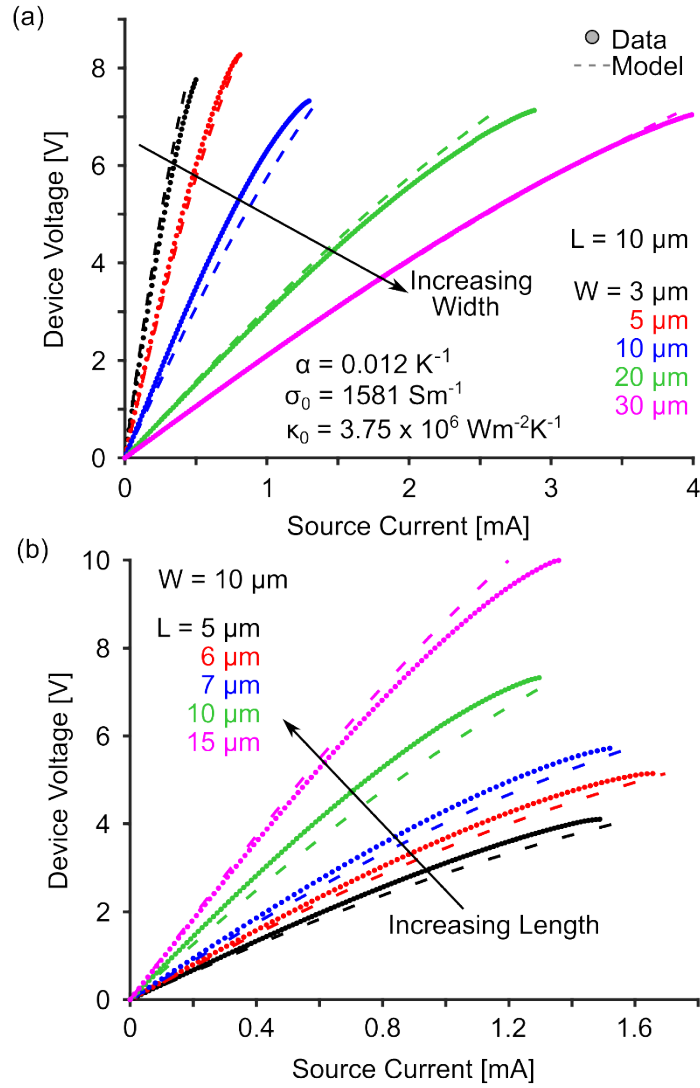 (a)
Data
Model
8
6
4
2
0
Device Voltage [V]
Increasing
Width
L = 10 µm
W = 3 µm
5 µm
10 µm
20 µm
30 µm
α = 0.012 K⁻¹
σ₀ = 1581 Sm⁻¹
κ₀ = 3.75 x 10⁶ Wm⁻²K⁻¹
0 1 2 3 4
Source Current [mA]
(b)
10
8
6
4
2
0
Device Voltage [V]
W = 10 µm
L = 5 µm
6 µm
7 µm
10 µm
15 µm
Increasing Length
0 0.4 0.8 1.2 1.6
Source Current [mA]